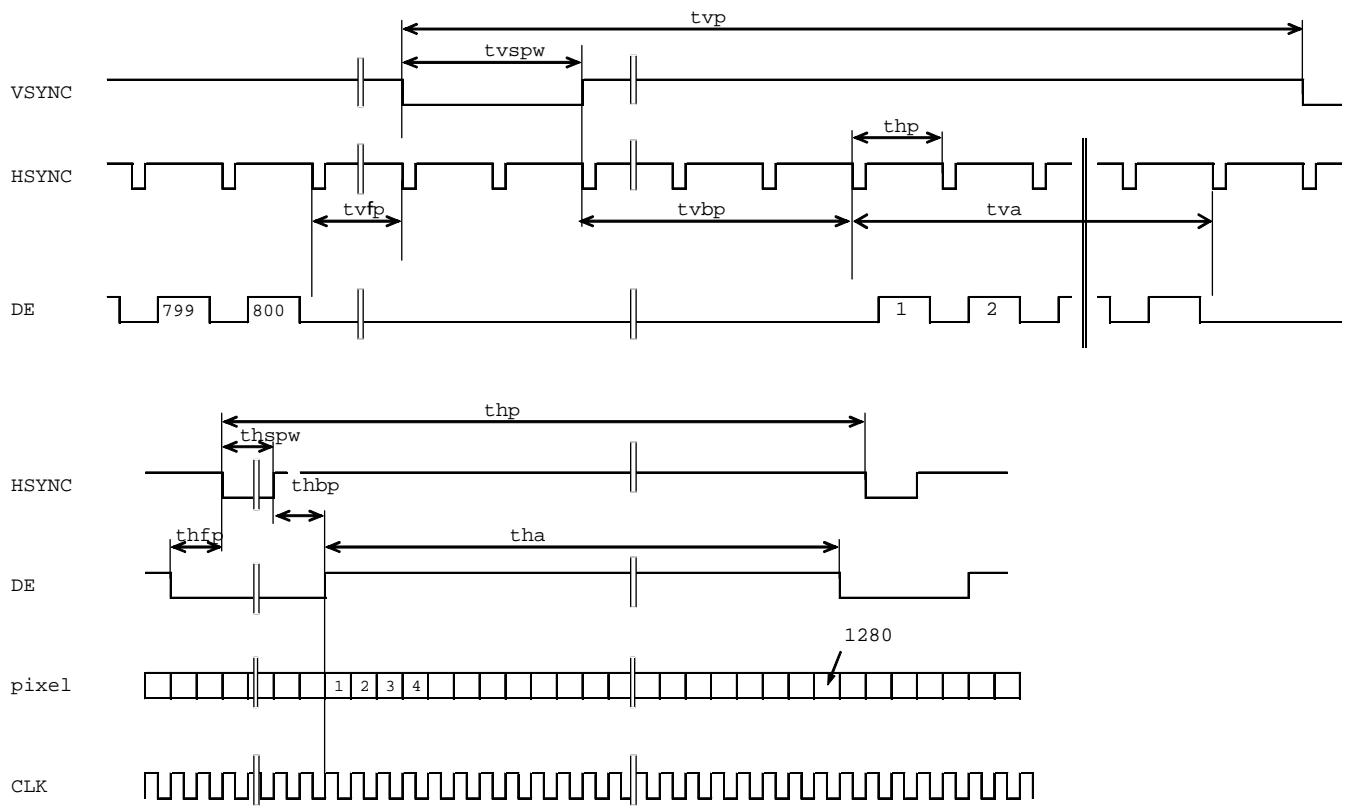 tvp
tvspw
VSYNC
thp
HSYNC
tvfp
tvbp
tva
DE
799
800
1
2
thp
thspw
HSYNC
thbp
thfp
tha
DE
1280
pixel
1 2 3 4
CLK